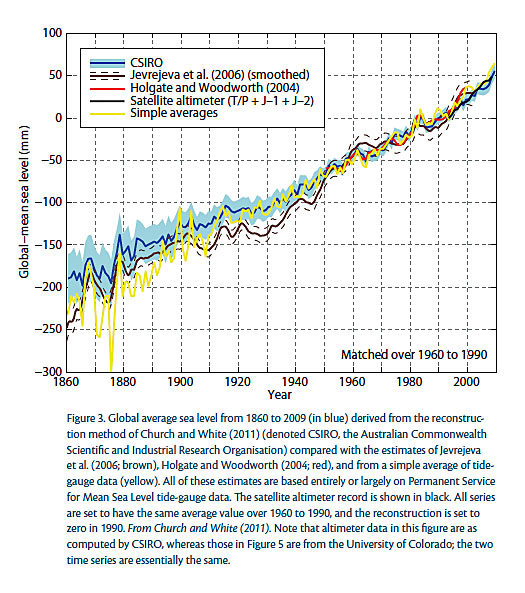 100
50
0
−50
−100
−150
−200
−250
−300
Global−mean sea level (mm)
CSIRO
Jevrejeva et al. (2006) (smoothed)
Holgate and Woodworth (2004)
Satellite altimeter (T/P + J−1 + J−2)
Simple averages
Matched over 1960 to 1990
1860 1880 1900 1920 1940 1960 1980 2000
Year
Figure 3. Global average sea level from 1860 to 2009 (in blue) derived from the reconstruc-
tion method of Church and White (2011) (denoted CSIRO, the Australian Commonwealth
Scientific and Industrial Research Organisation) compared with the estimates of Jevrejeva
et al. (2006; brown), Holgate and Woodworth (2004; red), and from a simple average of tide-
gauge data (yellow). All of these estimates are based entirely or largely on Permanent Service
for Mean Sea Level tide-gauge data. The satellite altimeter record is shown in black. All series
are set to have the same average value over 1960 to 1990, and the reconstruction is set to
zero in 1990. From Church and White (2011). Note that altimeter data in this figure are as
computed by CSIRO, whereas those in Figure 5 are from the University of Colorado; the two
time series are essentially the same.